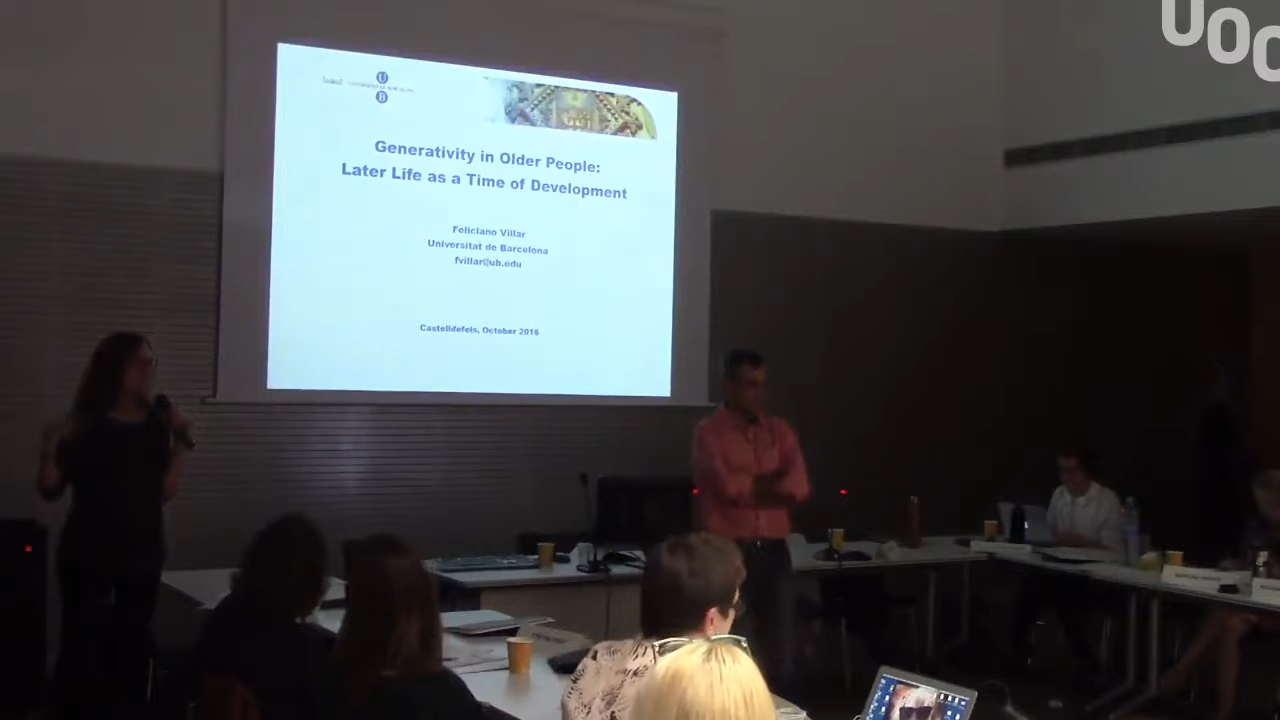 UOC
U
B
Generativity in Older People:
Later Life as a Time of Development
Feliciano Villar
Universitat de Barcelona
fvillar@ub.edu
Castelldefels, October 2016